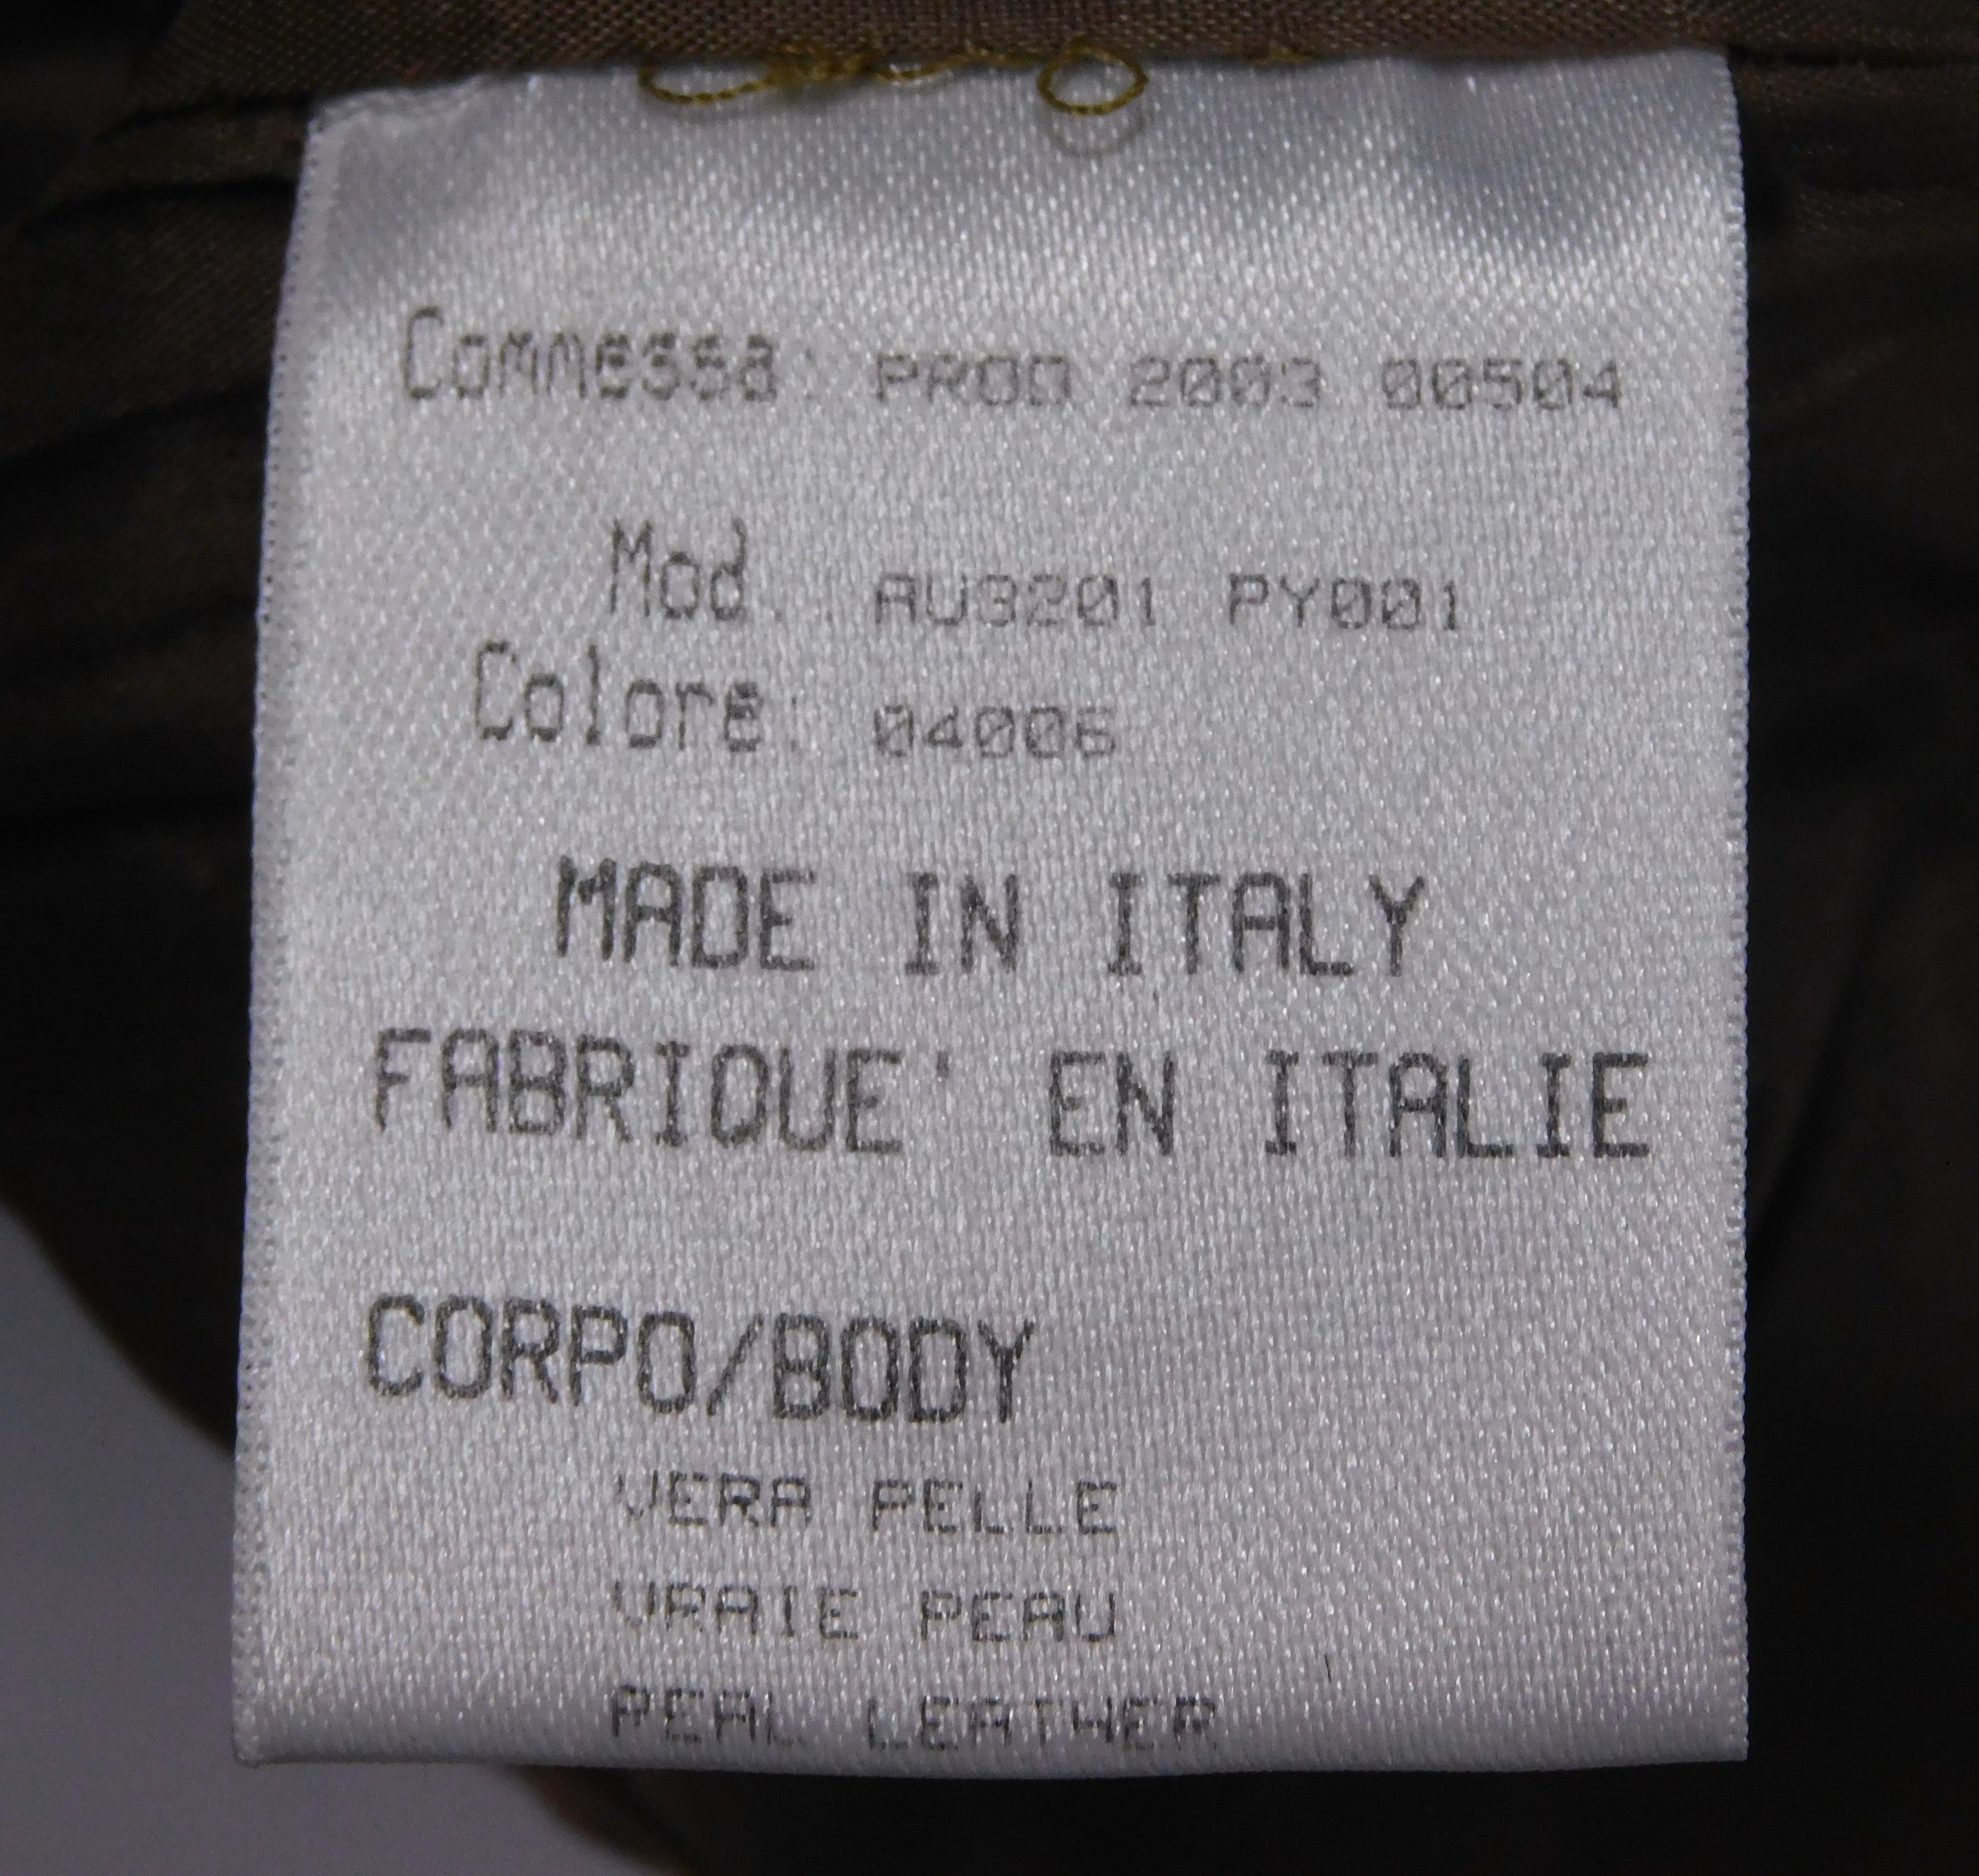 Commessa: PROD 2003 00504
Mod.: AU3201 PY001
Colore: 04006
MADE IN ITALY
FABRIQUE' EN ITALIE
CORPO/BODY
VERA PELLE
VRAIE PEAU
REAL LEATHER